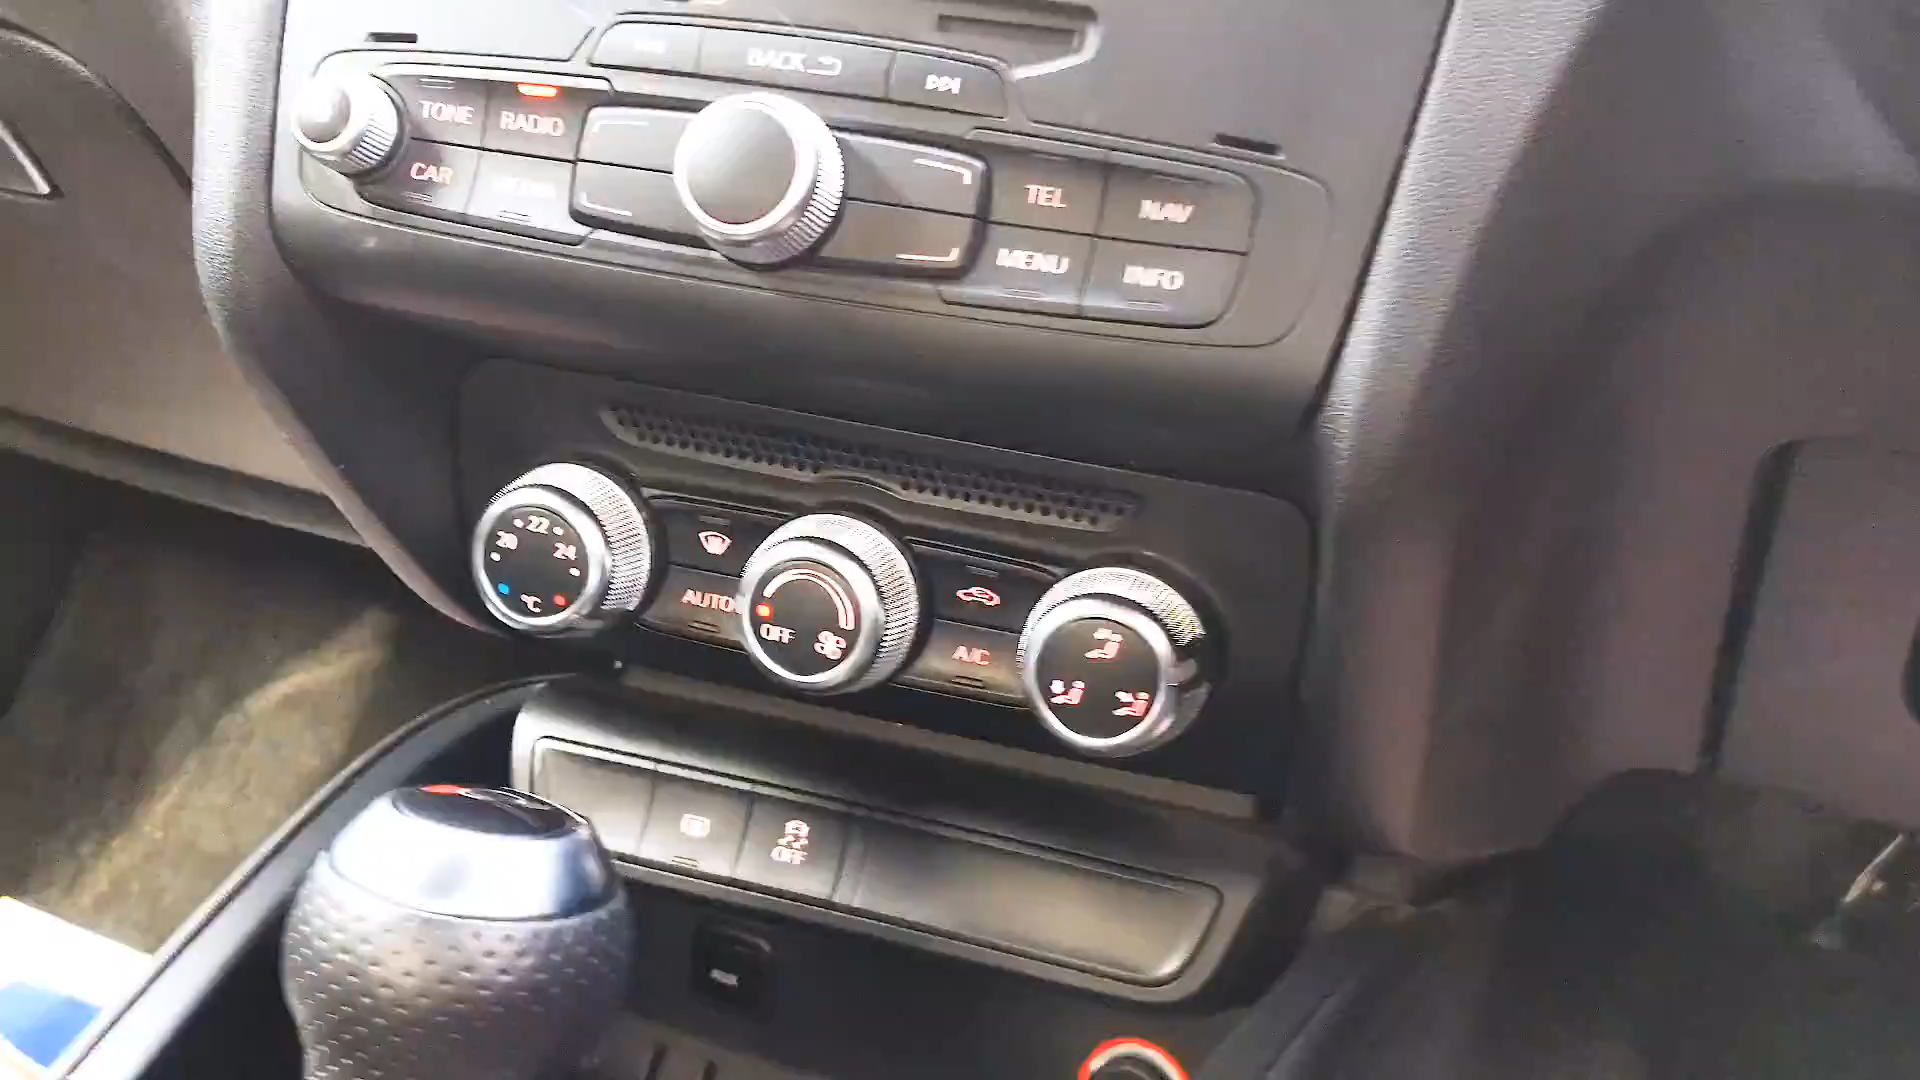 BACK
TONE
RADIO
CAR
TEL
NAV
MENU
INFO
20
22
24
°C
AUTO
OFF
A/C
OFF